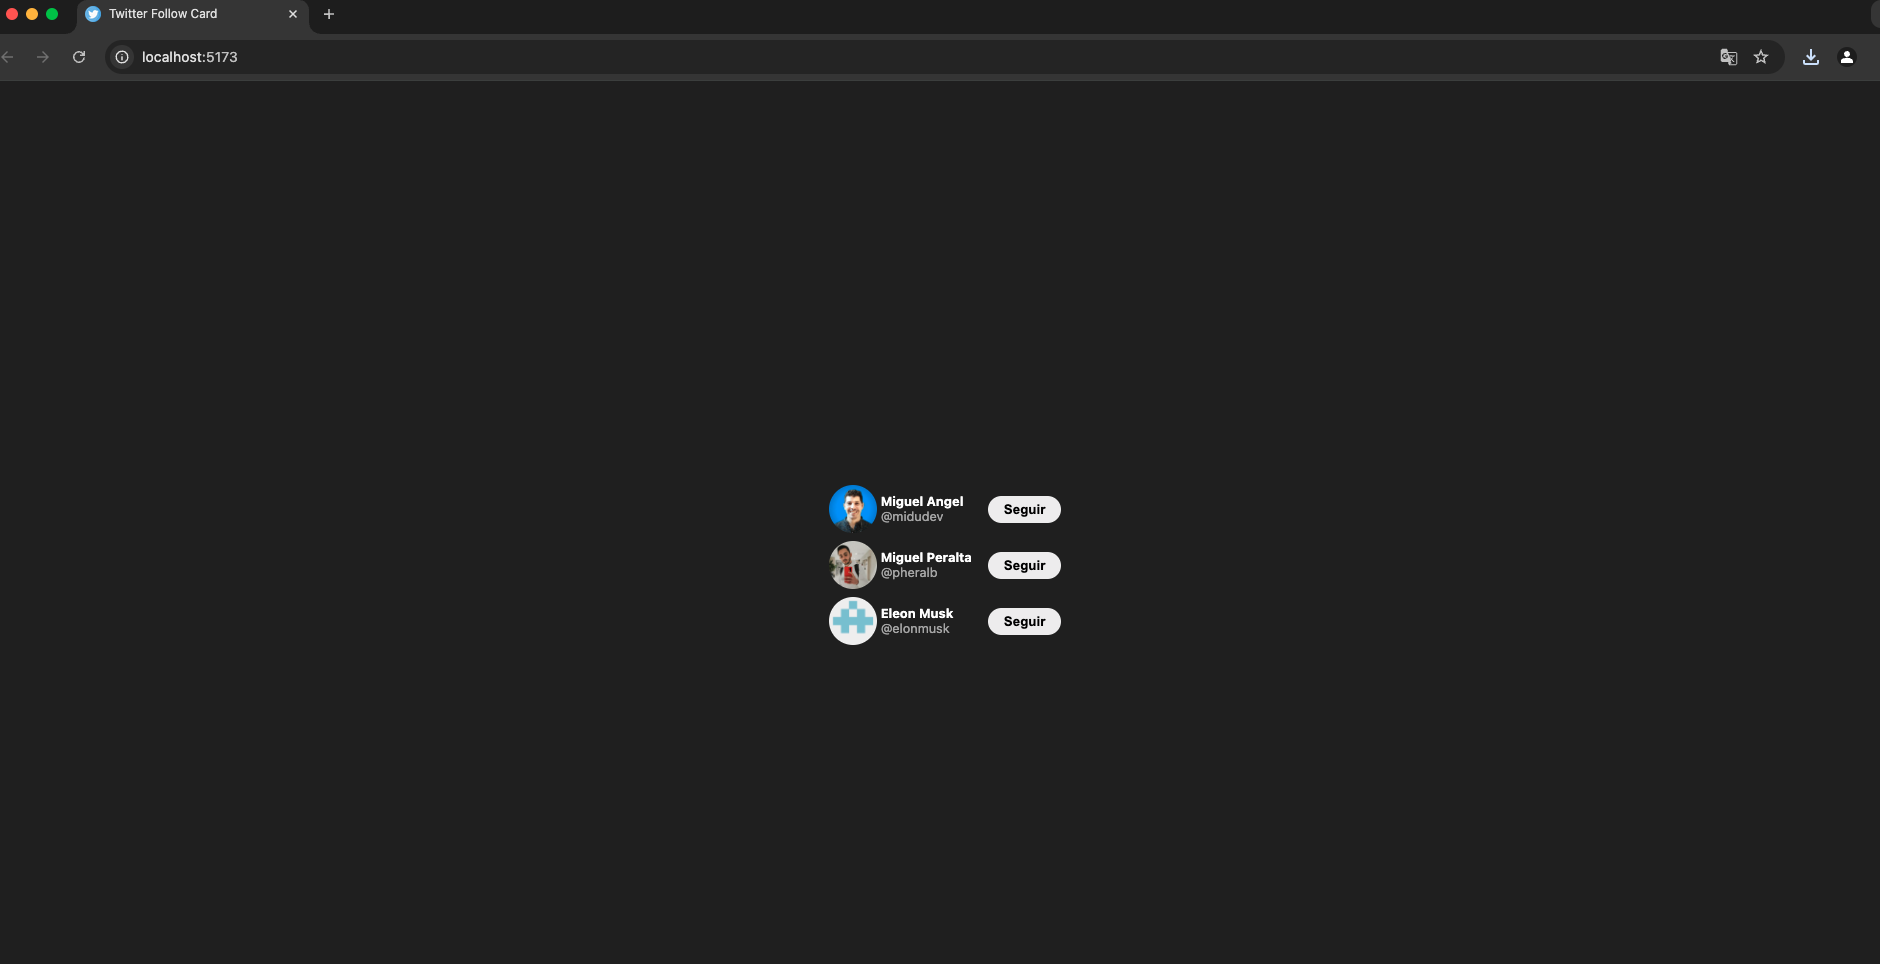 Twitter Follow Card
localhost:5173
Miguel Angel
@midudev
Seguir
Miguel Peralta
@pheralb
Seguir
Eleon Musk
@elonmusk
Seguir